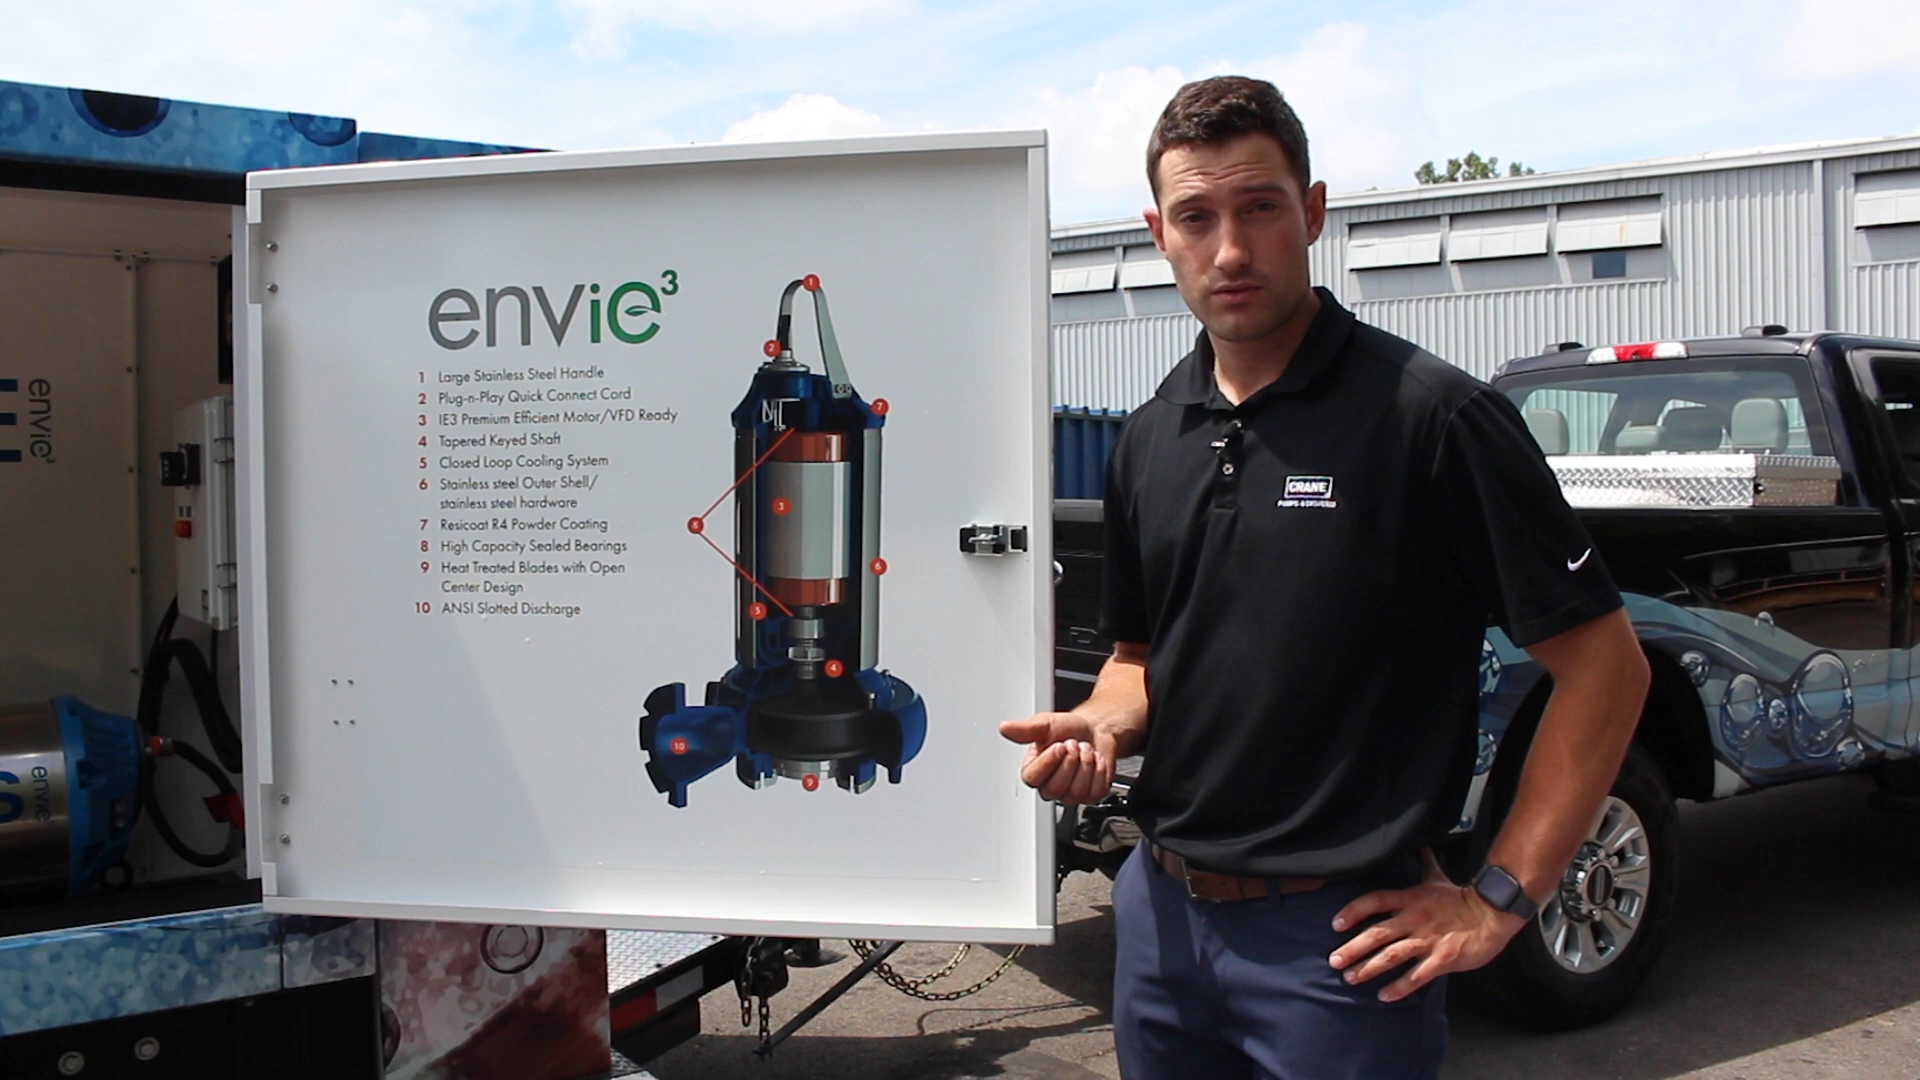 envie³
1 Large Stainless Steel Handle
2 Plug-n-Play Quick Connect Cord
3 IE3 Premium Efficient Motor/VFD Ready
4 Tapered Keyed Shaft
5 Closed Loop Cooling System
6 Stainless steel Outer Shell/
stainless steel hardware
7 Resicoat R4 Powder Coating
8 High Capacity Sealed Bearings
9 Heat Treated Blades with Open
Center Design
10 ANSI Slotted Discharge
1
2
7
3
8
6
5
4
10
9
CRANE
PUMPS & SYSTEMS
envie³
envie